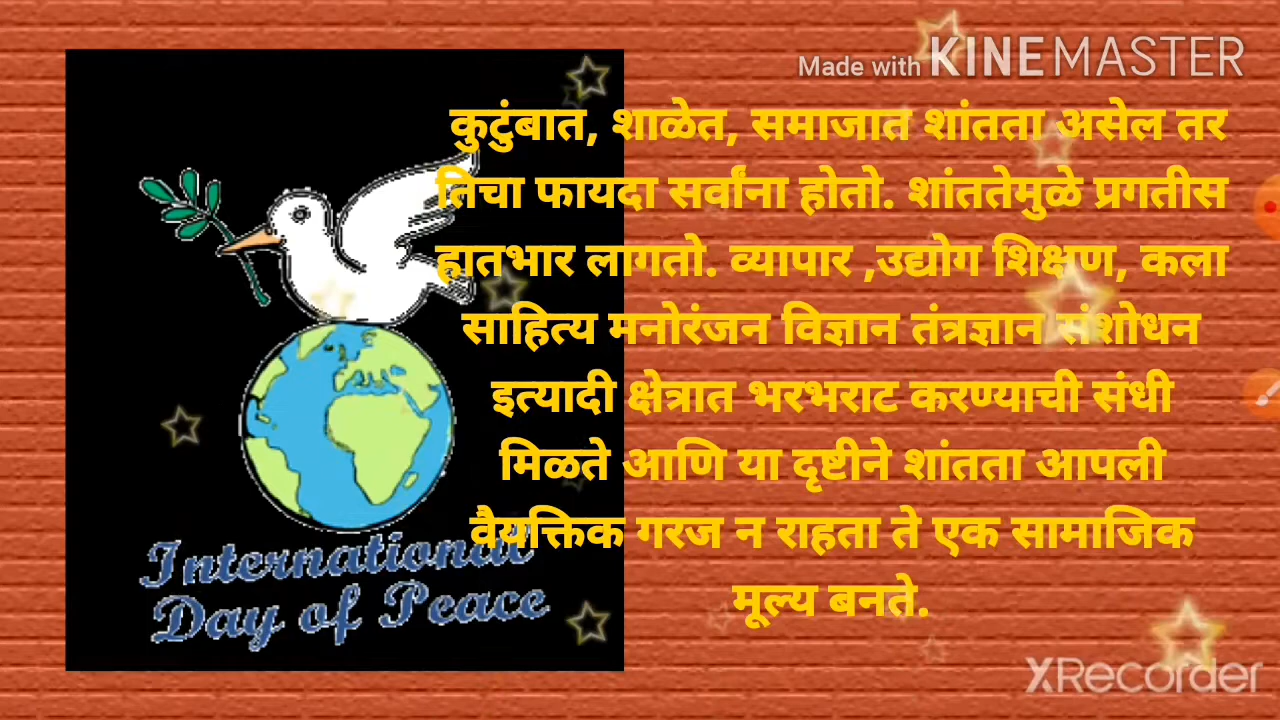 Made with KINEMASTER
कुटुंबात, शाळेत, समाजात शांतता असेल तर
तिचा फायदा सर्वांना होतो. शांततेमुळे प्रगतीस
हातभार लागतो. व्यापार ,उद्योग शिक्षण, कला
साहित्य मनोरंजन विज्ञान तंत्रज्ञान संशोधन
इत्यादी क्षेत्रात भरभराट करण्याची संधी
मिळते आणि या दृष्टीने शांतता आपली
वैयक्तिक गरज न राहता ते एक सामाजिक
मूल्य बनते.
International
Day of Peace
XRecorder